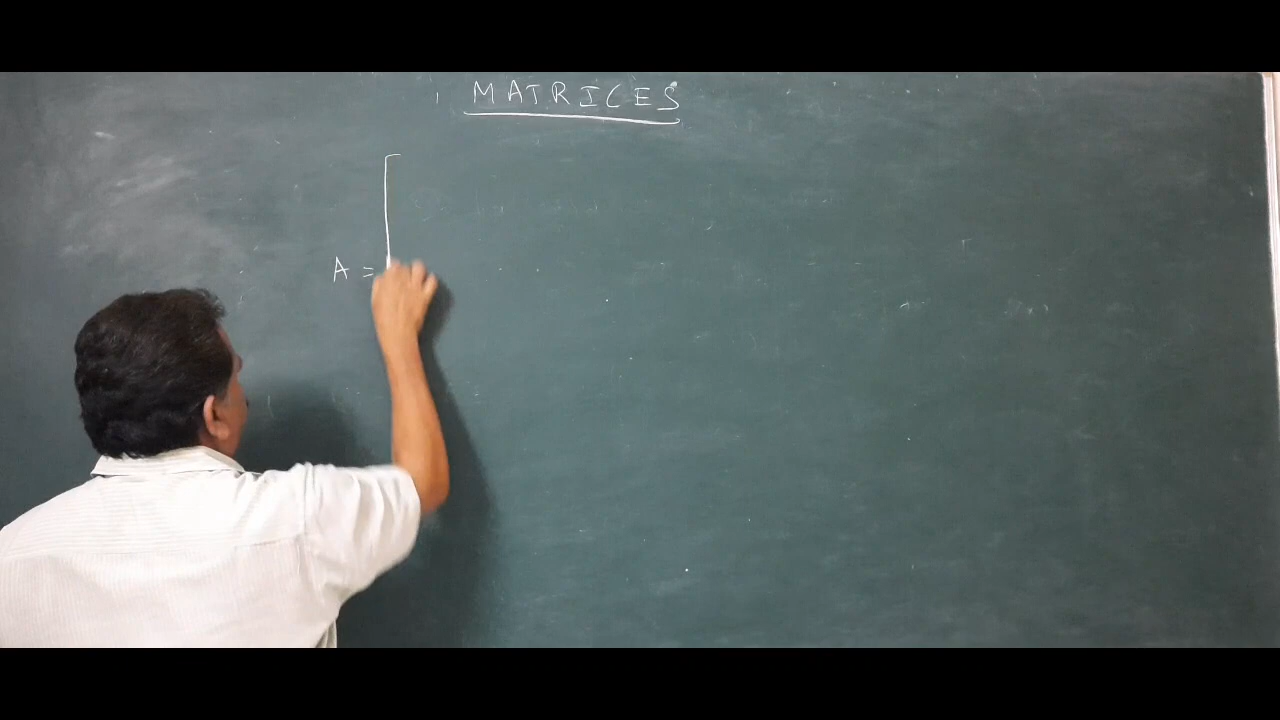 MATRICES
A = [